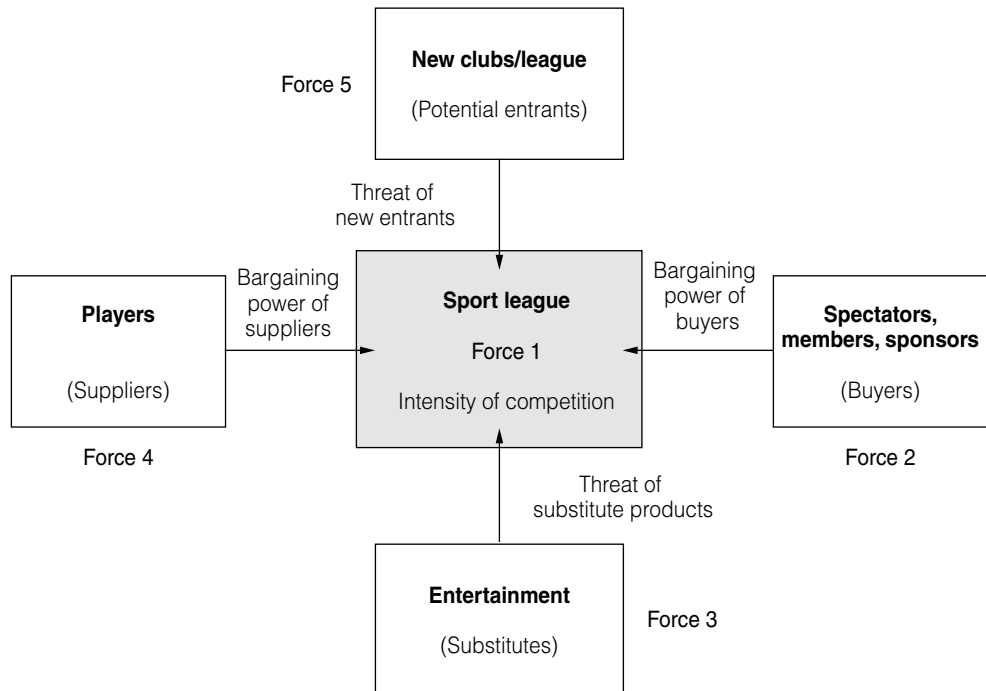 New clubs/league
Force 5
(Potential entrants)
Threat of
new entrants
Bargaining
power of
suppliers
Bargaining
power of
buyers
Players
(Suppliers)
Force 4
Sport league
Force 1
Intensity of competition
Spectators,
members, sponsors
(Buyers)
Force 2
Threat of
substitute products
Entertainment
(Substitutes)
Force 3